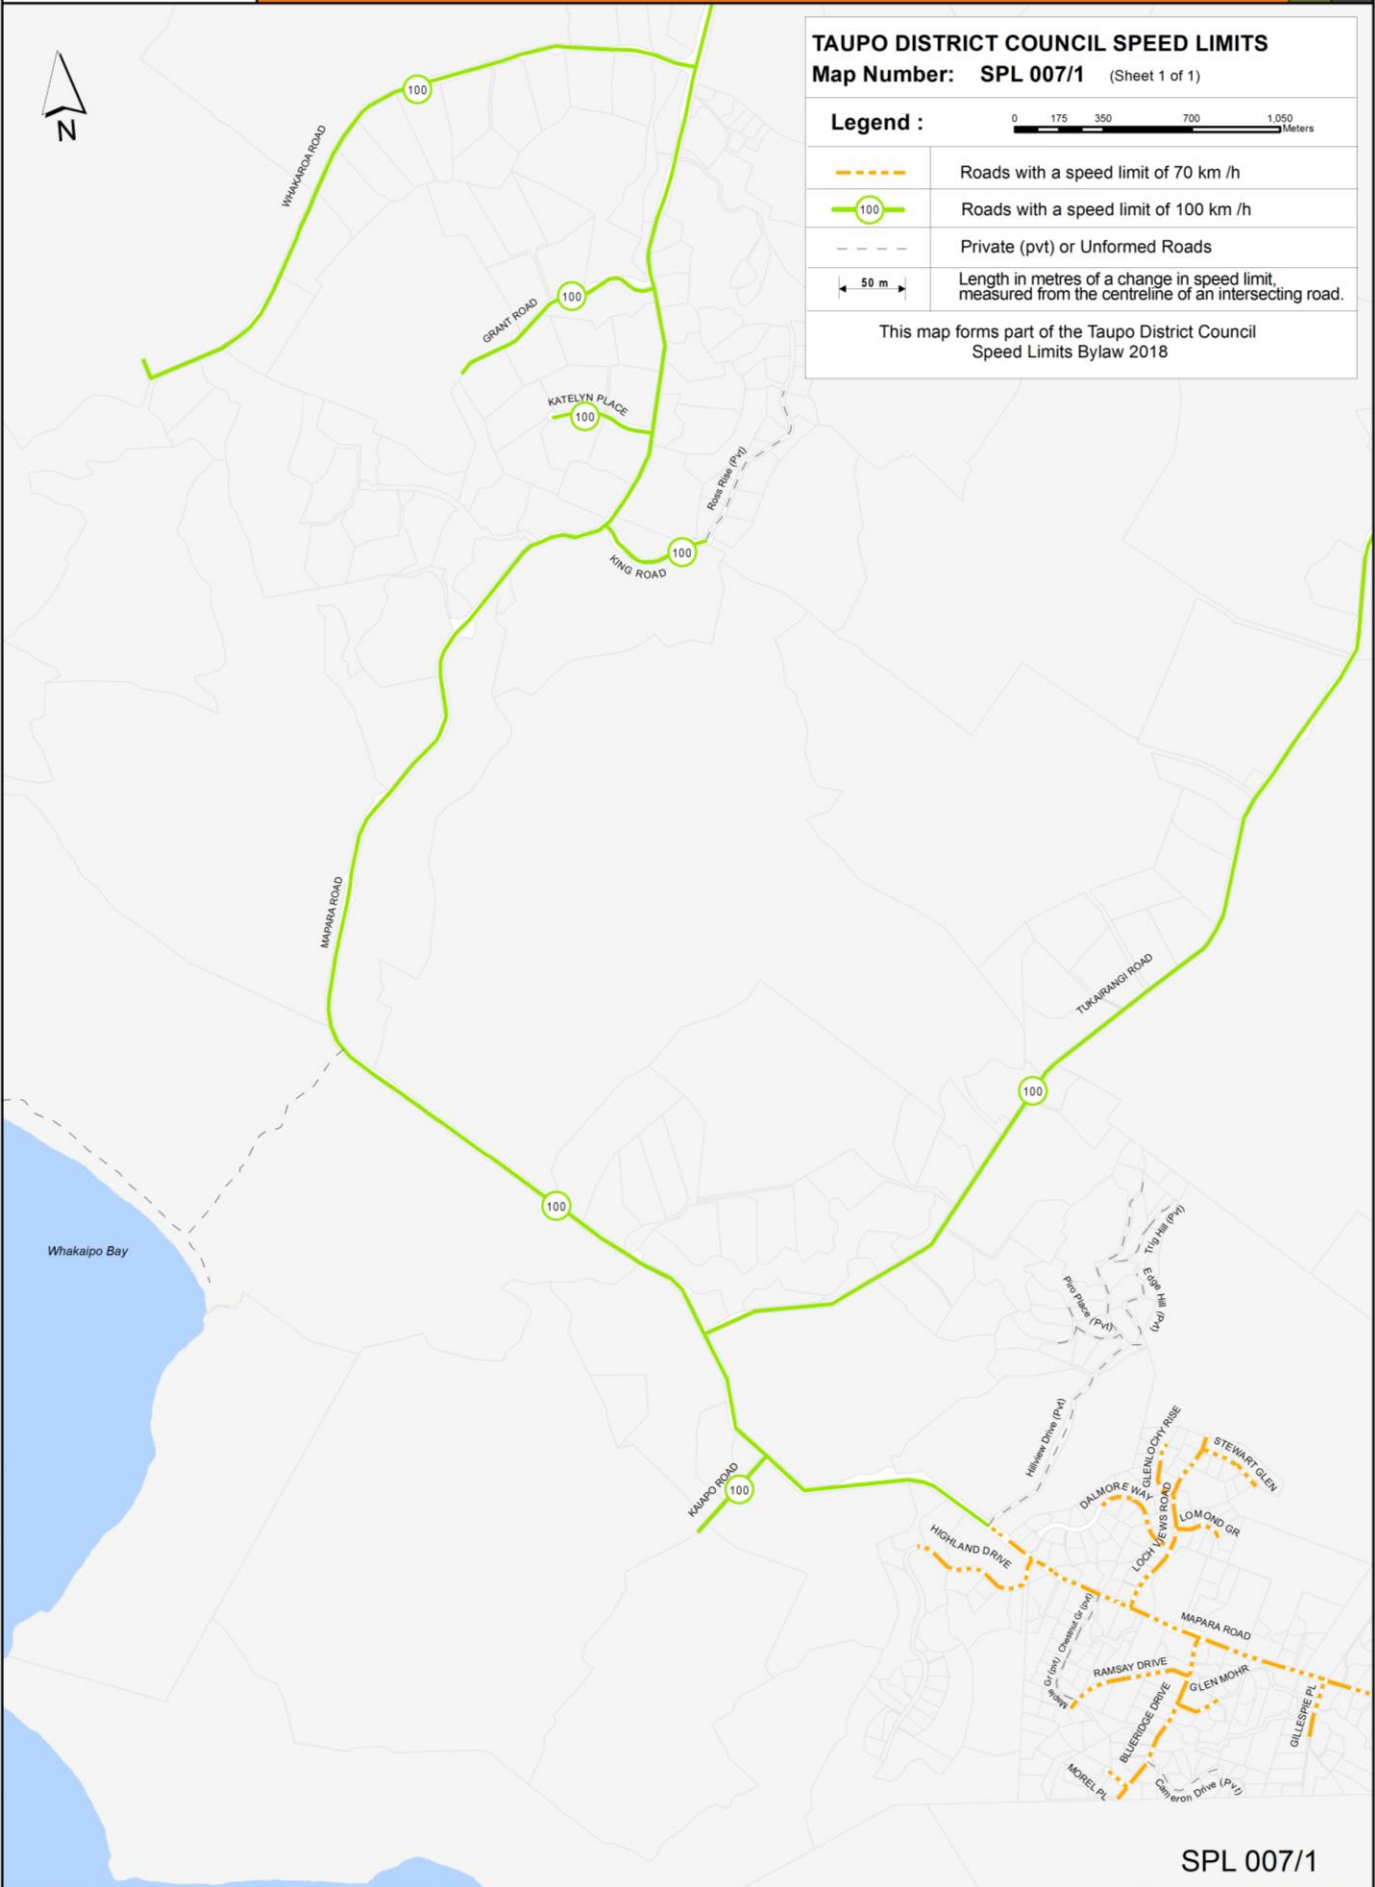 TAUPO DISTRICT COUNCIL SPEED LIMITS
Map Number: SPL 007/1 (Sheet 1 of 1)
Legend :
0 175 350 700 1,050
Meters
Roads with a speed limit of 70 km /h
100 Roads with a speed limit of 100 km /h
Private (pvt) or Unformed Roads
50 m Length in metres of a change in speed limit,
measured from the centreline of an intersecting road.
This map forms part of the Taupo District Council
Speed Limits Bylaw 2018
N
100
WHAKAROA ROAD
100
GRANT ROAD
KATELYN PLACE
100
Ross Rise (Pvt)
100
KING ROAD
MAPARA ROAD
TUKAIRANGI ROAD
100
100
Whakaipo Bay
Trig Hill (Pvt)
Edge Hill (Pvt)
Piro Place (Pvt)
Hillview Drive (Pvt)
KAIAPO ROAD
100
GLENLOCHY RISE
STEWART GLEN
DALMORE WAY
LOCH VIEWS ROAD
LOMOND GR
HIGHLAND DRIVE
MAPARA ROAD
Chestnut Gr (pvt)
Maple Gr (pvt)
RAMSAY DRIVE
GLEN MOHR
BLUERIDGE DRIVE
GILLESPIE PL
MOREL PL
Cameron Drive (Pvt)
SPL 007/1